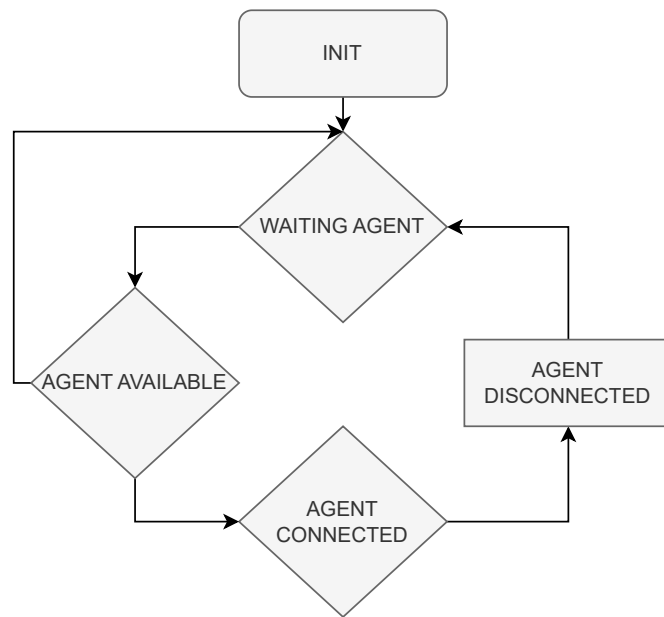 INIT
WAITING AGENT
AGENT AVAILABLE
AGENT
DISCONNECTED
AGENT
CONNECTED